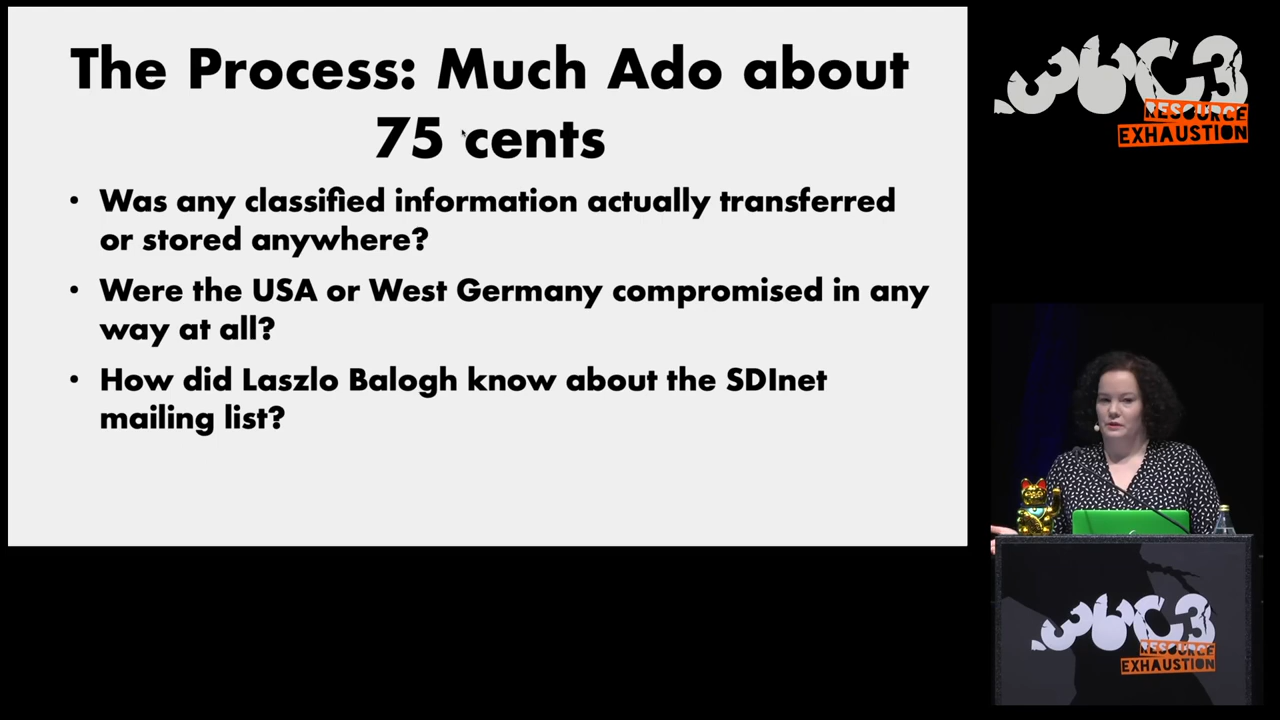 The Process: Much Ado about
75 cents
• Was any classified information actually transferred
or stored anywhere?
• Were the USA or West Germany compromised in any
way at all?
• How did Laszlo Balogh know about the SDInet
mailing list?
36C3
RESOURCE
EXHAUSTION
36C3
RESOURCE
EXHAUSTION